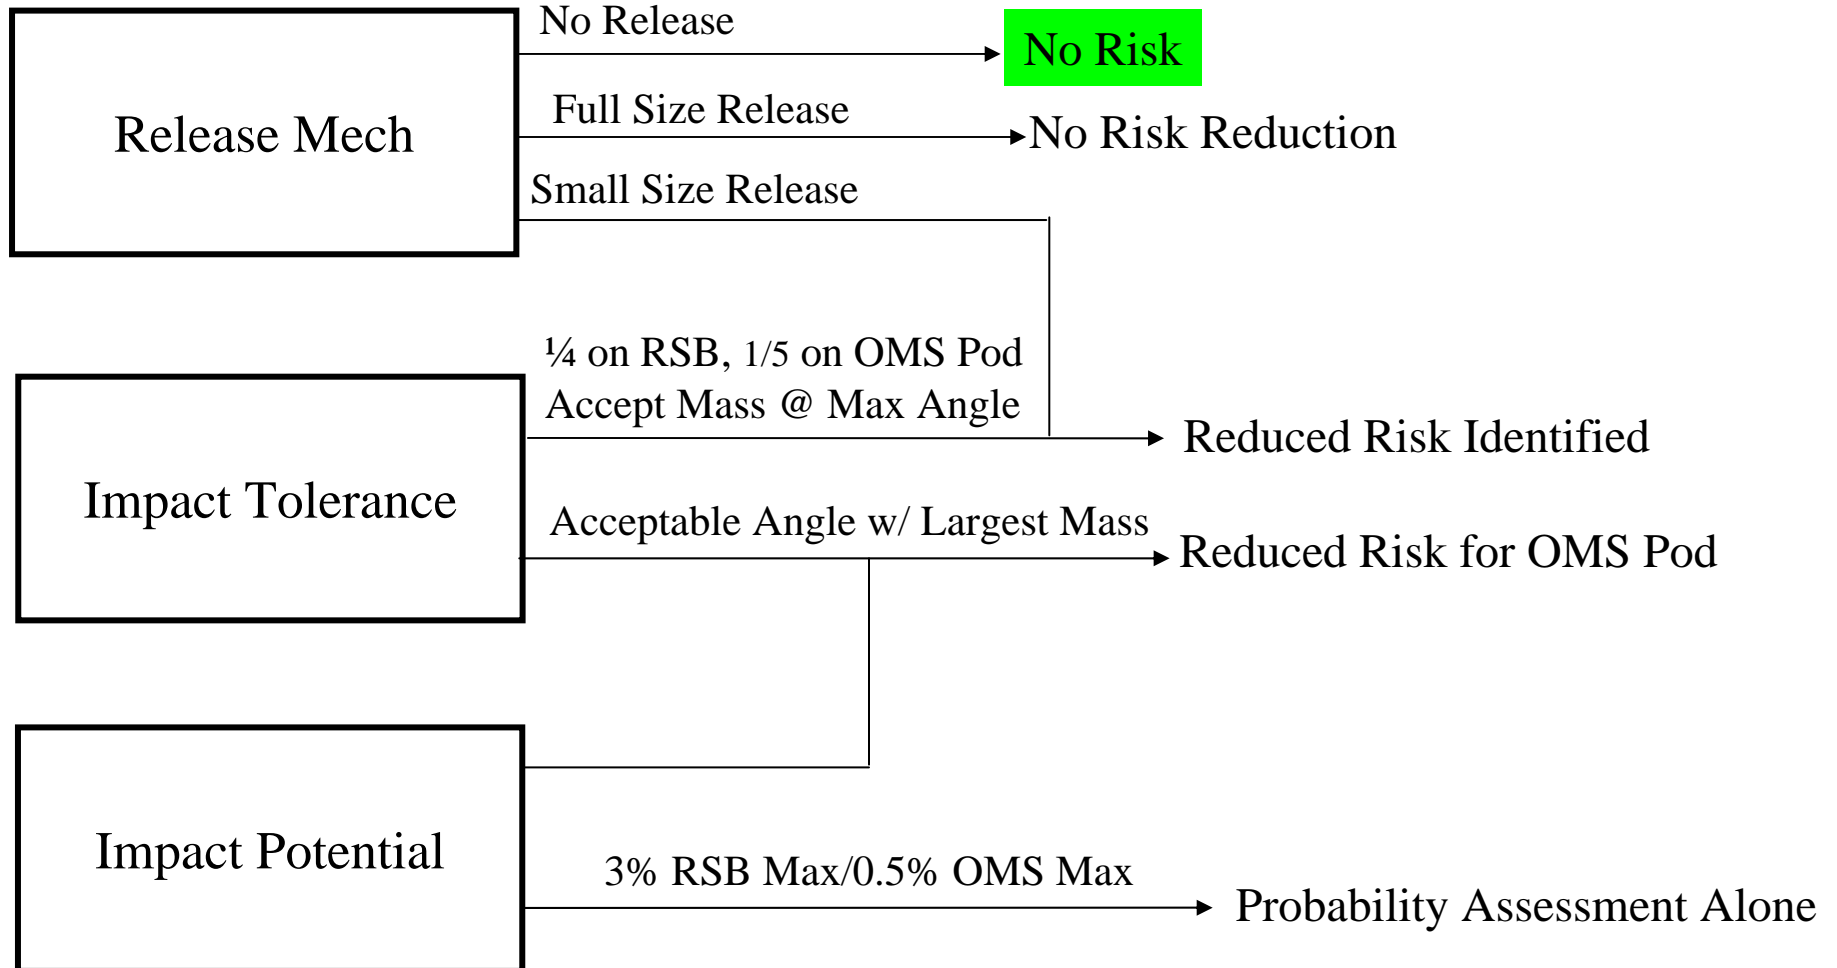 No Release
No Risk
Release Mech
Full Size Release
No Risk Reduction
Small Size Release
¼ on RSB, 1/5 on OMS Pod
Accept Mass @ Max Angle
Reduced Risk Identified
Impact Tolerance
Acceptable Angle w/ Largest Mass
Reduced Risk for OMS Pod
Impact Potential
3% RSB Max/0.5% OMS Max
Probability Assessment Alone